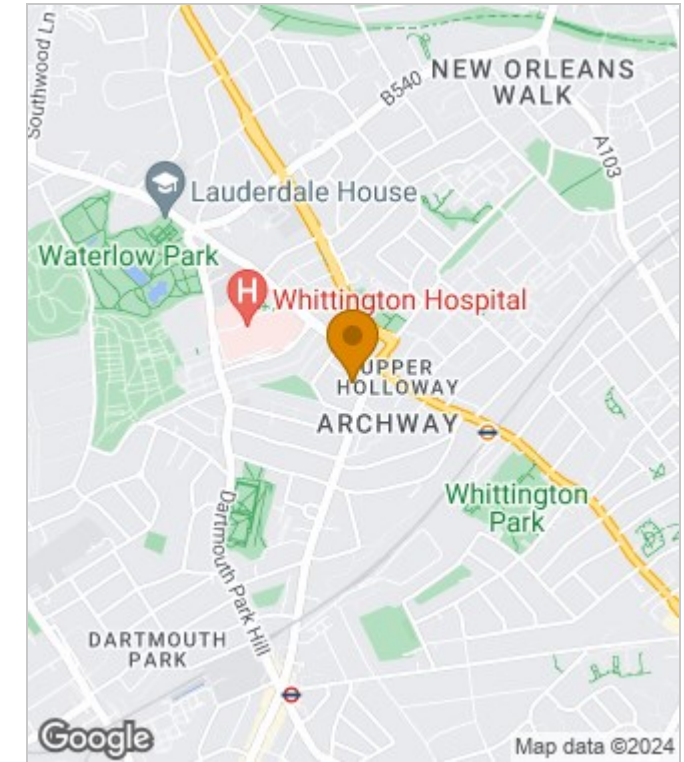 Southwood Ln
B540
NEW ORLEANS
WALK
A103
Lauderdale House
Waterlow Park
H
Whittington Hospital
UPPER
HOLLOWAY
ARCHWAY
Whittington
Park
Dartmouth Park Hill
DARTMOUTH
PARK
Google
Map data ©2024